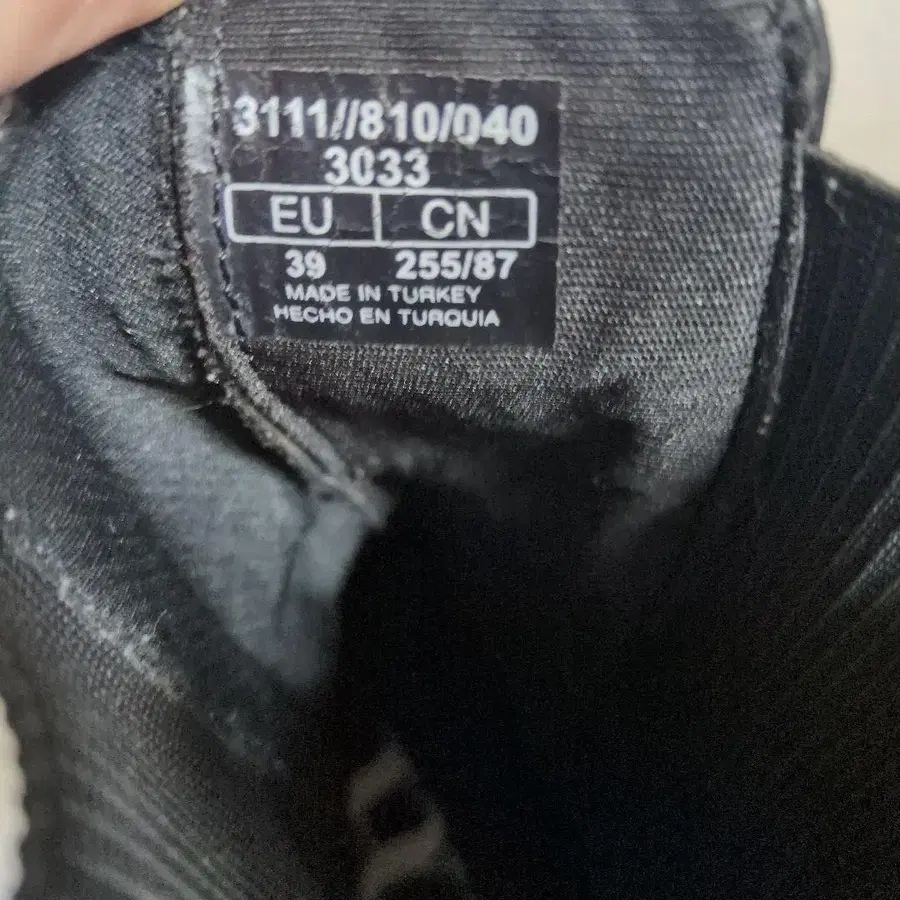 3111//810/040
3033
EU CN
39 255/87
MADE IN TURKEY
HECHO EN TURQUIA